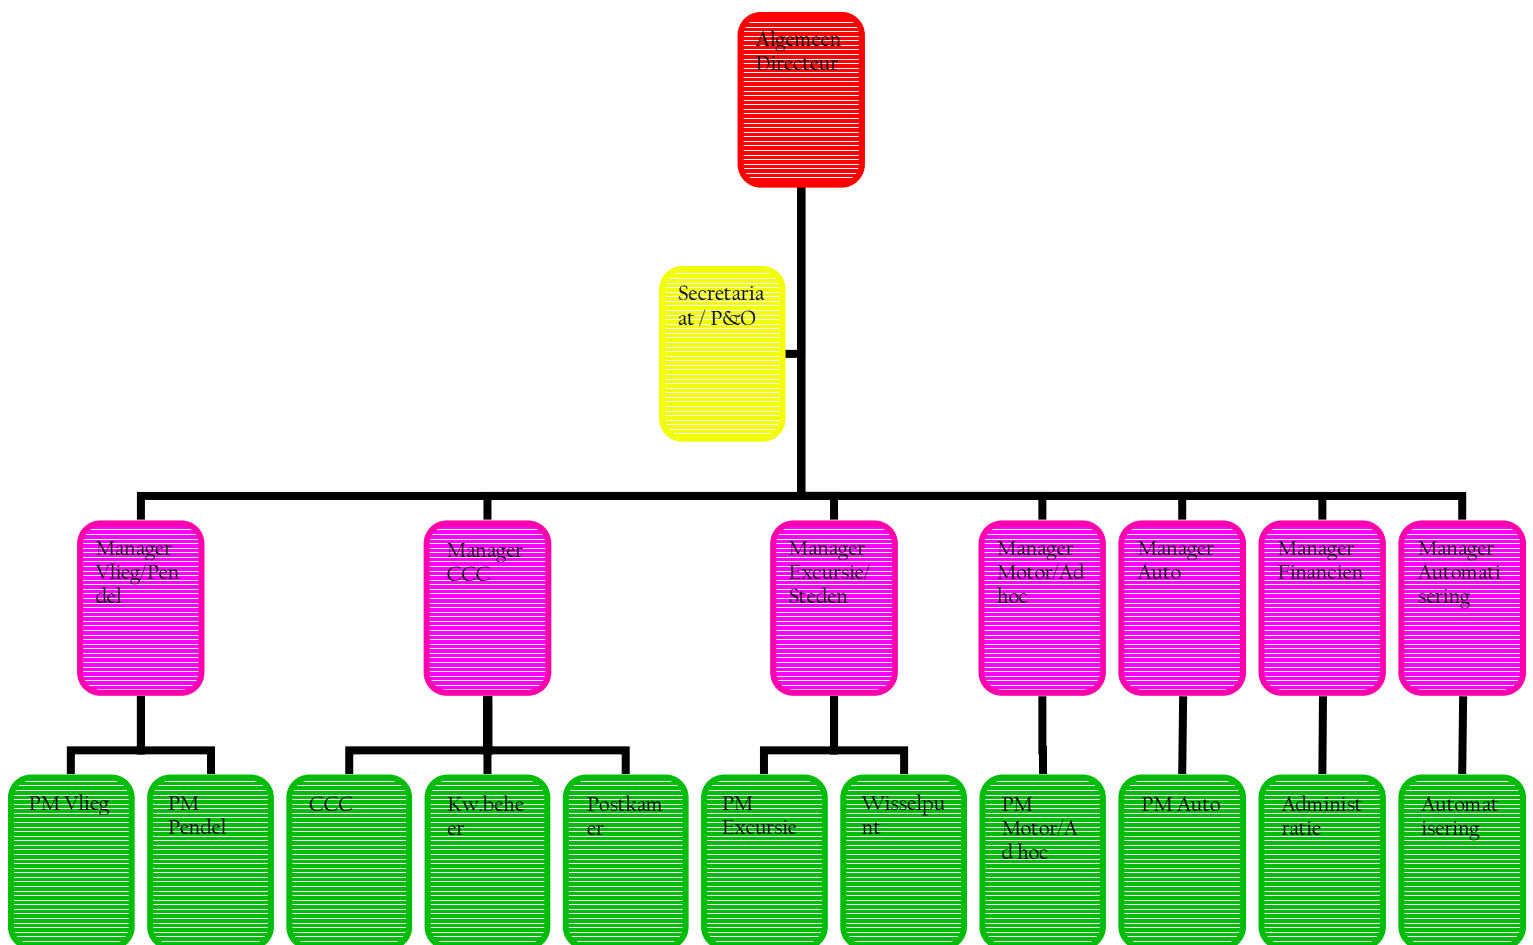 Algemeen
Directeur
Secretaria
at / P&O
Manager
Vlieg/Pen
del
Manager
CCC
Manager
Excursie/
Steden
Manager
Motor/Ad
hoc
Manager
Auto
Manager
Financien
Manager
Automati
sering
PM Vlieg
PM
Pendel
CCC
Kw.behe
er
Postkam
er
PM
Excursie
Wisselpu
nt
PM
Motor/A
d hoc
PM Auto
Administ
ratie
Automat
isering